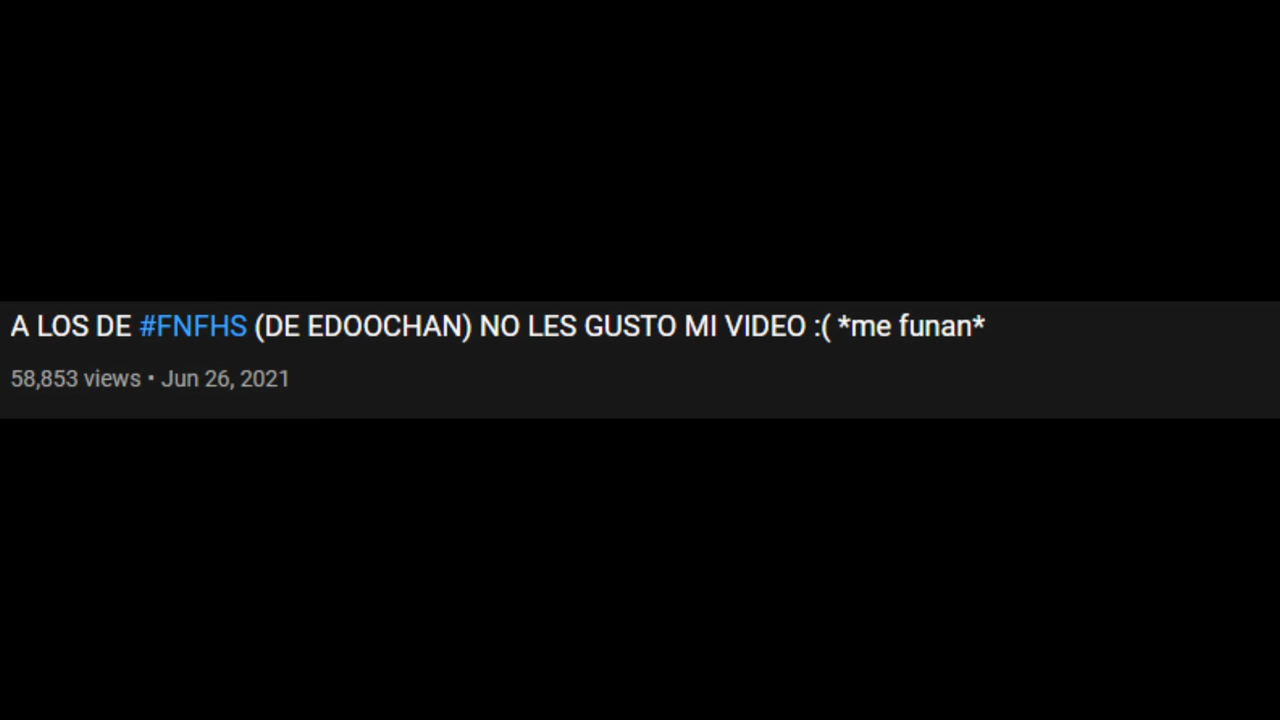 A LOS DE #FNFHS (DE EDOOCHAN) NO LES GUSTO MI VIDEO :( *me funan*
58,853 views • Jun 26, 2021